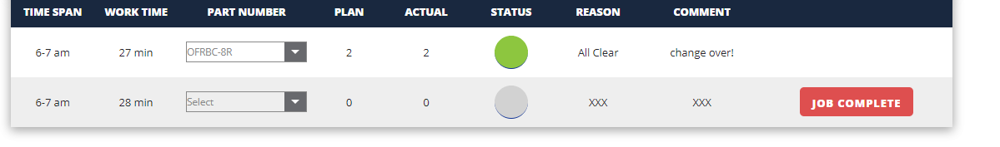 TIME SPAN WORK TIME PART NUMBER PLAN ACTUAL STATUS REASON COMMENT
6-7 am 27 min OFRBC-8R 2 2 All Clear change over!
6-7 am 28 min Select 0 0 XXX XXX JOB COMPLETE